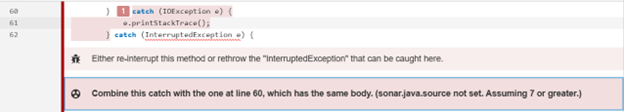 60 } 1 catch (IOException e) {
61 e.printStackTrace();
62 } catch (InterruptedException e) {
Either re-interrupt this method or rethrow the "InterruptedException" that can be caught here.
Combine this catch with the one at line 60, which has the same body. (sonar.java.source not set. Assuming 7 or greater.)